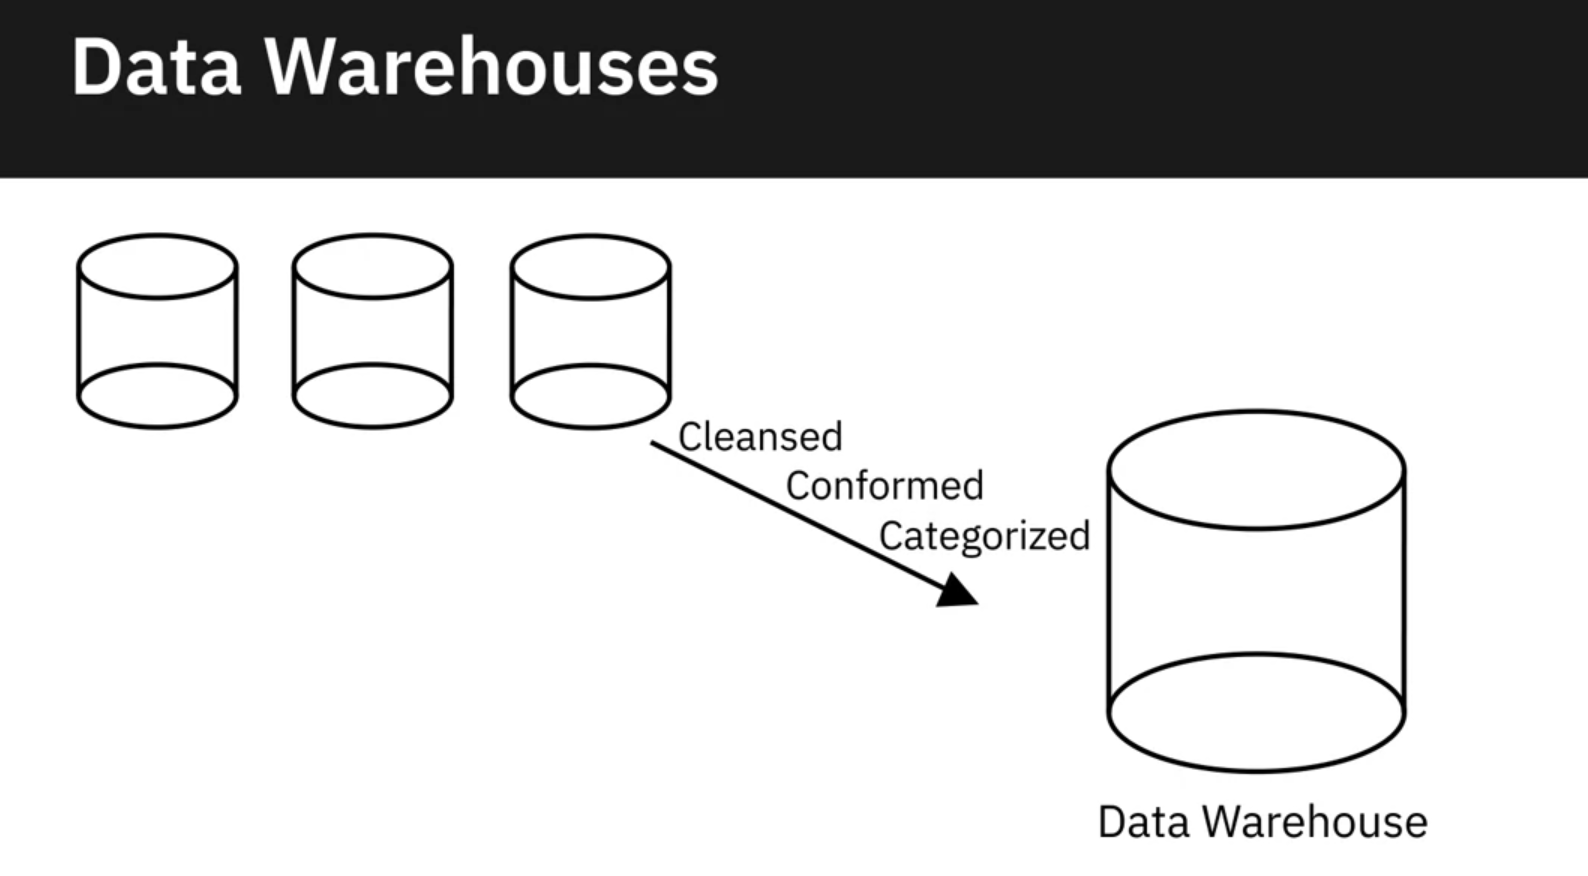 Data Warehouses
Cleansed
Conformed
Categorized
Data Warehouse